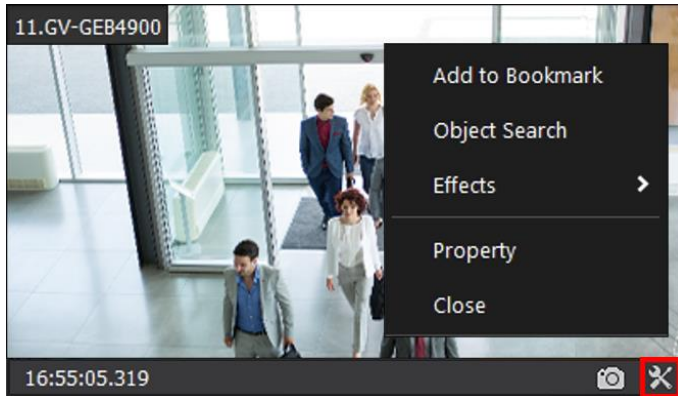 11.GV-GEB4900
Add to Bookmark
Object Search
Effects
Property
Close
16:55:05.319